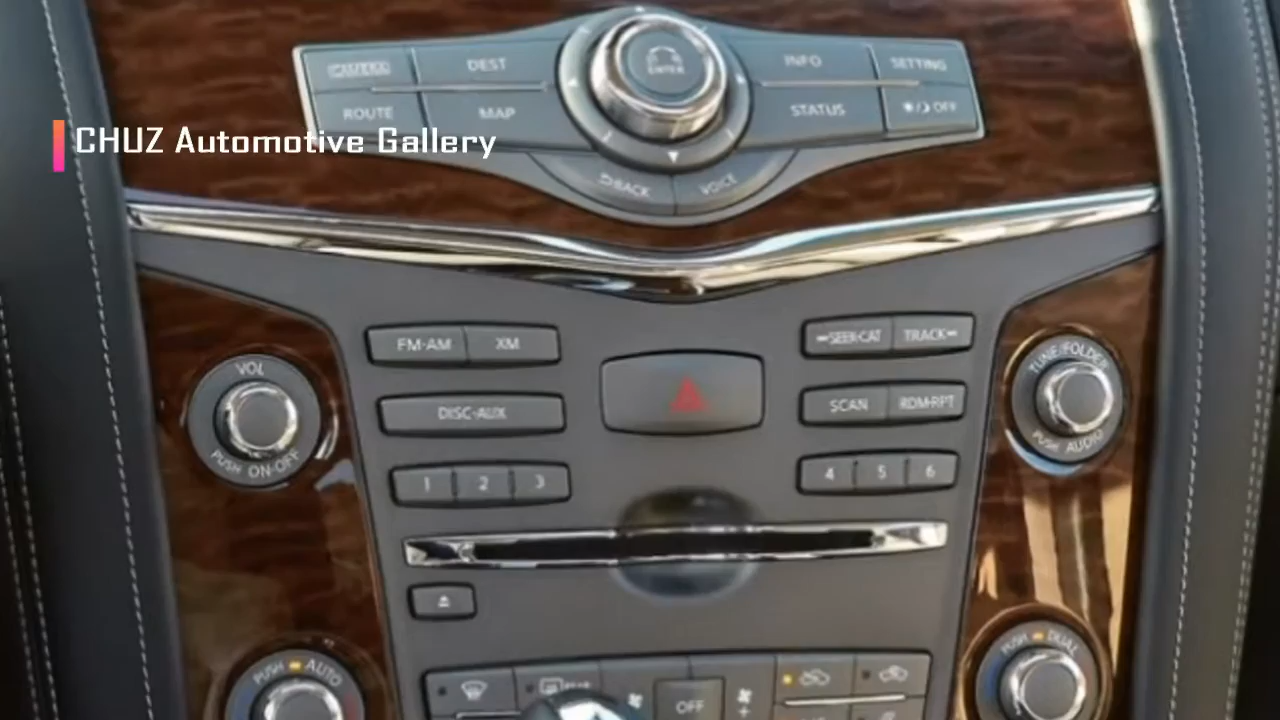 CAMERA DEST ENTER INFO SETTING
ROUTE MAP STATUS OFF
CHUZ Automotive Gallery
BACK VOICE
FM-AM XM SEEK-CAT TRACK
VOL TUNE/FOLDER
DISC-AUX SCAN RDM-RPT
PUSH ON-OFF PUSH AUDIO
1 2 3 4 5 6
PUSH AUTO PUSH DUAL
OFF